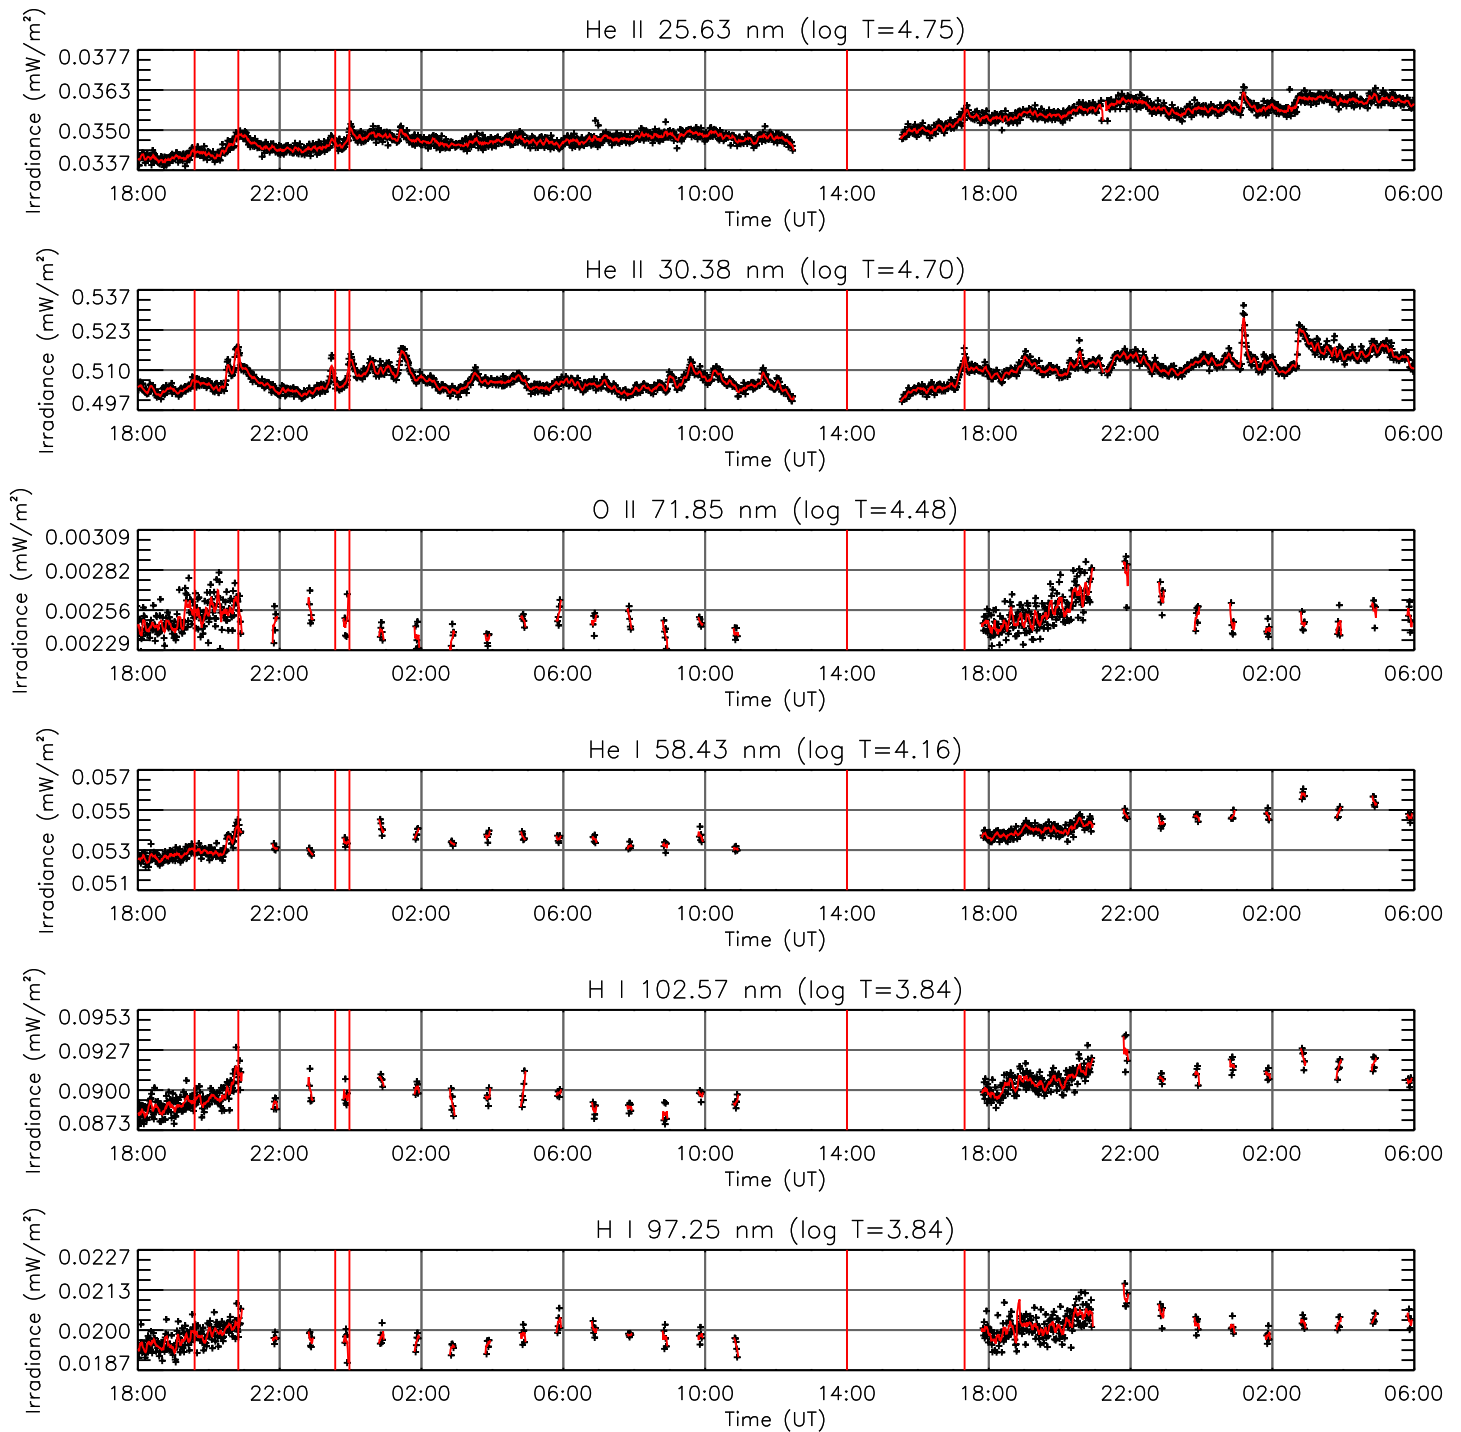 He II 25.63 nm (log T=4.75)
Irradiance (mW/m²)
0.0377
0.0363
0.0350
0.0337
18:00 22:00 02:00 06:00 10:00 14:00 18:00 22:00 02:00 06:00
Time (UT)
He II 30.38 nm (log T=4.70)
Irradiance (mW/m²)
0.537
0.523
0.510
0.497
18:00 22:00 02:00 06:00 10:00 14:00 18:00 22:00 02:00 06:00
Time (UT)
O II 71.85 nm (log T=4.48)
Irradiance (mW/m²)
0.00309
0.00282
0.00256
0.00229
18:00 22:00 02:00 06:00 10:00 14:00 18:00 22:00 02:00 06:00
Time (UT)
He I 58.43 nm (log T=4.16)
Irradiance (mW/m²)
0.057
0.055
0.053
0.051
18:00 22:00 02:00 06:00 10:00 14:00 18:00 22:00 02:00 06:00
Time (UT)
H I 102.57 nm (log T=3.84)
Irradiance (mW/m²)
0.0953
0.0927
0.0900
0.0873
18:00 22:00 02:00 06:00 10:00 14:00 18:00 22:00 02:00 06:00
Time (UT)
H I 97.25 nm (log T=3.84)
Irradiance (mW/m²)
0.0227
0.0213
0.0200
0.0187
18:00 22:00 02:00 06:00 10:00 14:00 18:00 22:00 02:00 06:00
Time (UT)